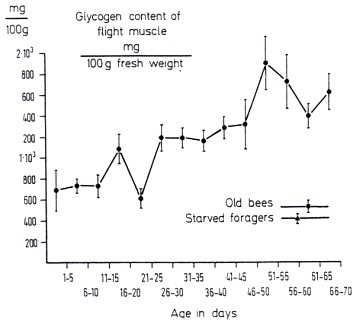 mg
100g
Glycogen content of
flight muscle
mg
100g fresh weight
2·10³
800
600
400
200
1·10³
800
600
400
200
Old bees
Starved foragers
1-5 11-15 21-25 31-35 41-45 51-55 61-65
6-10 16-20 26-30 36-40 46-50 56-60 66-70
Age in days